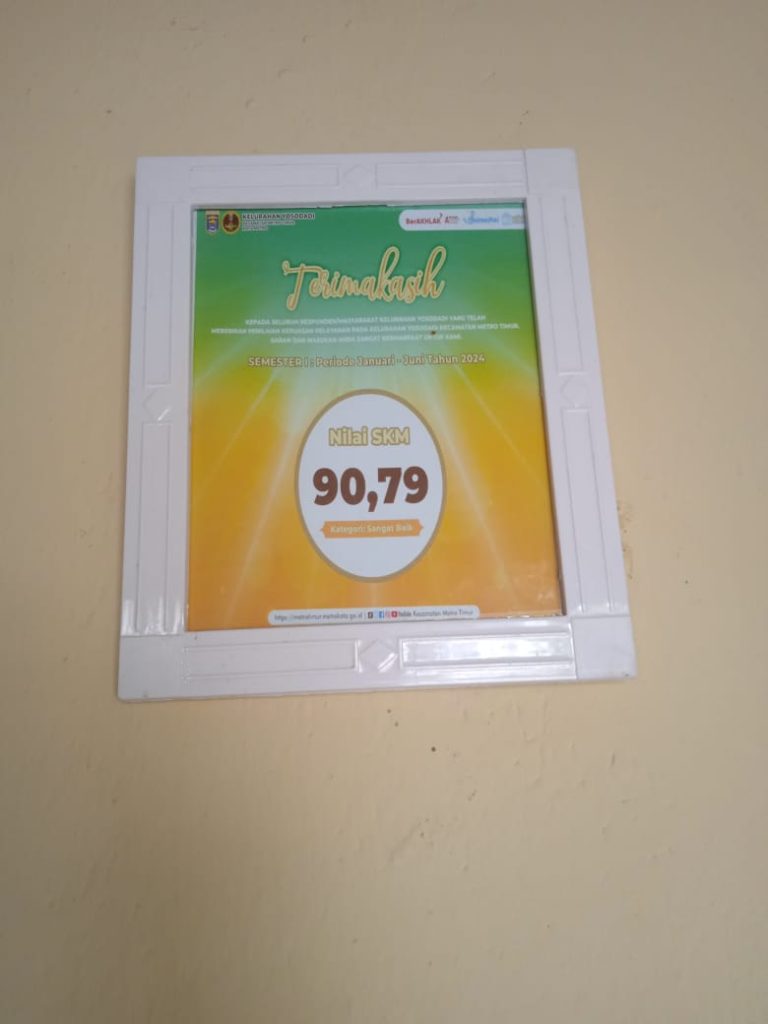 KELURAHAN YOSODADI
BerAKHLAK
Terimakasih
KEPADA SELURUH RESPONDEN/MASYARAKAT KELURAHAN YOSODADI YANG TELAH
MEMBERIKAN PENILAIAN KEPUASAN PELAYANAN PADA KELURAHAN YOSODADI KECAMATAN METRO TIMUR.
SARAN DAN MASUKAN ANDA SANGAT BERMANFAAT UNTUK KAMI.
SEMESTER I : Periode Januari - Juni Tahun 2024
Nilai SKM
90,79
Kategori: Sangat Baik
Kecamatan Metro Timur